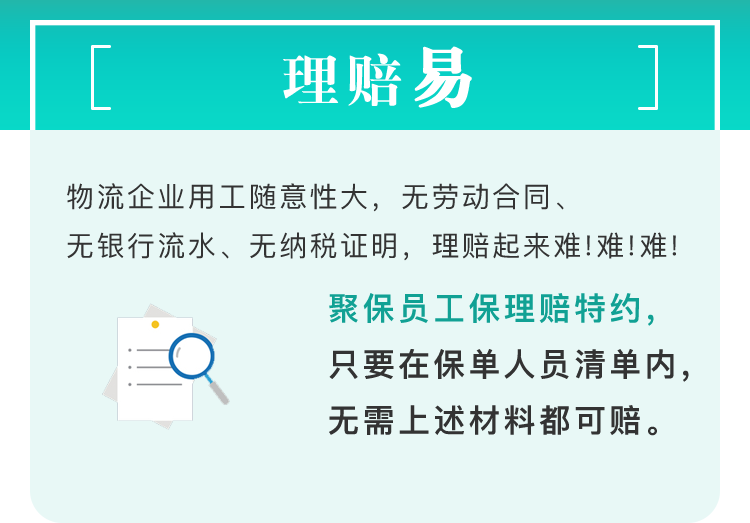 理赔易
物流企业用工随意性大，无劳动合同、
无银行流水、无纳税证明，理赔起来难!难!难!
聚保员工保理赔特约，
只要在保单人员清单内，
无需上述材料都可赔。